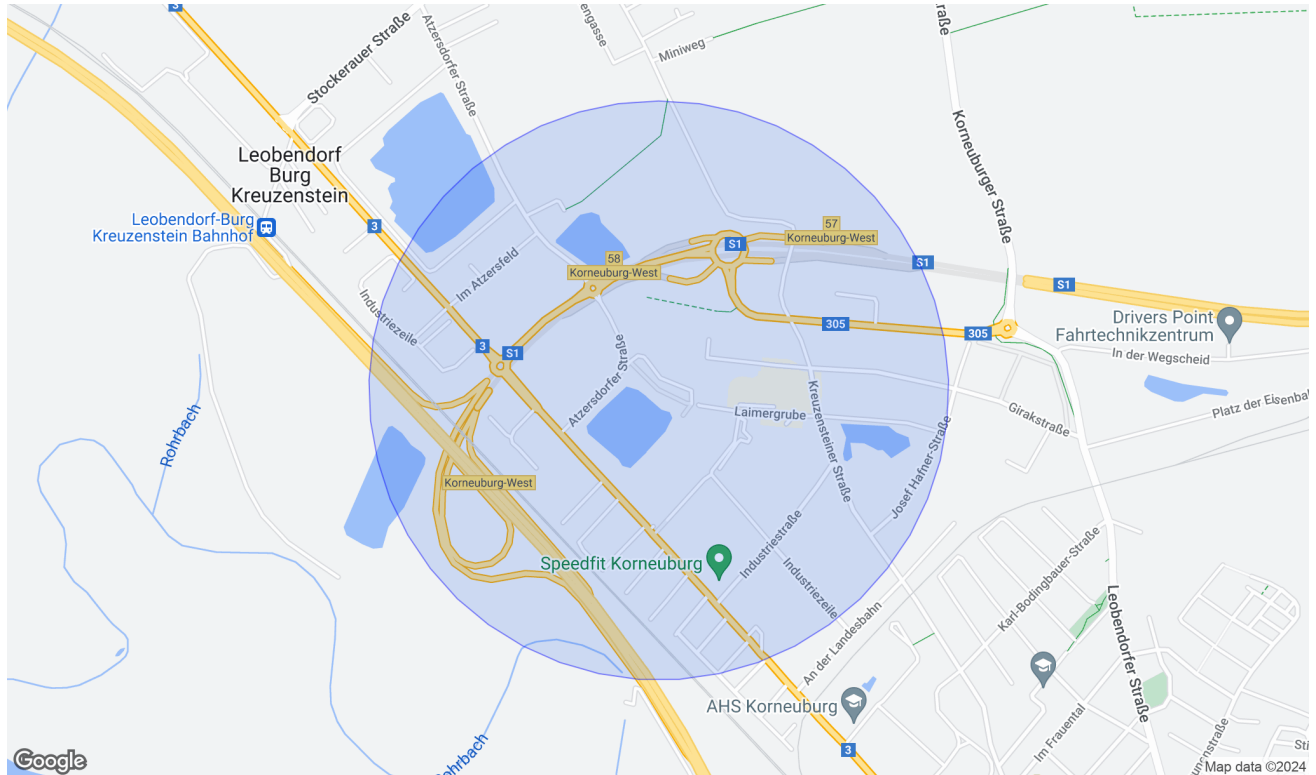 3
Stockerauer Straße
Atzersdorfer Straße
engasse
Miniweg
raße
Korneuburger Straße
Leobendorf
Burg
Kreuzenstein
Leobendorf-Burg
Kreuzenstein Bahnhof
3
57
Korneuburg-West
S1
58
Korneuburg-West
S1
S1
Im Atzersfeld
Industriezeile
305
305
Drivers Point
Fahrtechnikzentrum
In der Wegscheid
3
S1
Atzersdorfer Straße
Laimergrube
Kreuzensteiner Straße
Girakstraße
Platz der Eisenba
Rohrbach
Korneuburg-West
Josef Hafner-Straße
Speedfit Korneuburg
Industriestraße
Industriezeile
Karl-Bodingbauer-Straße
An der Landesbahn
Leobendorfer Straße
AHS Korneuburg
Im Frauental
unenstraße
Sti
3
Rohrbach
Google
Map data ©2024